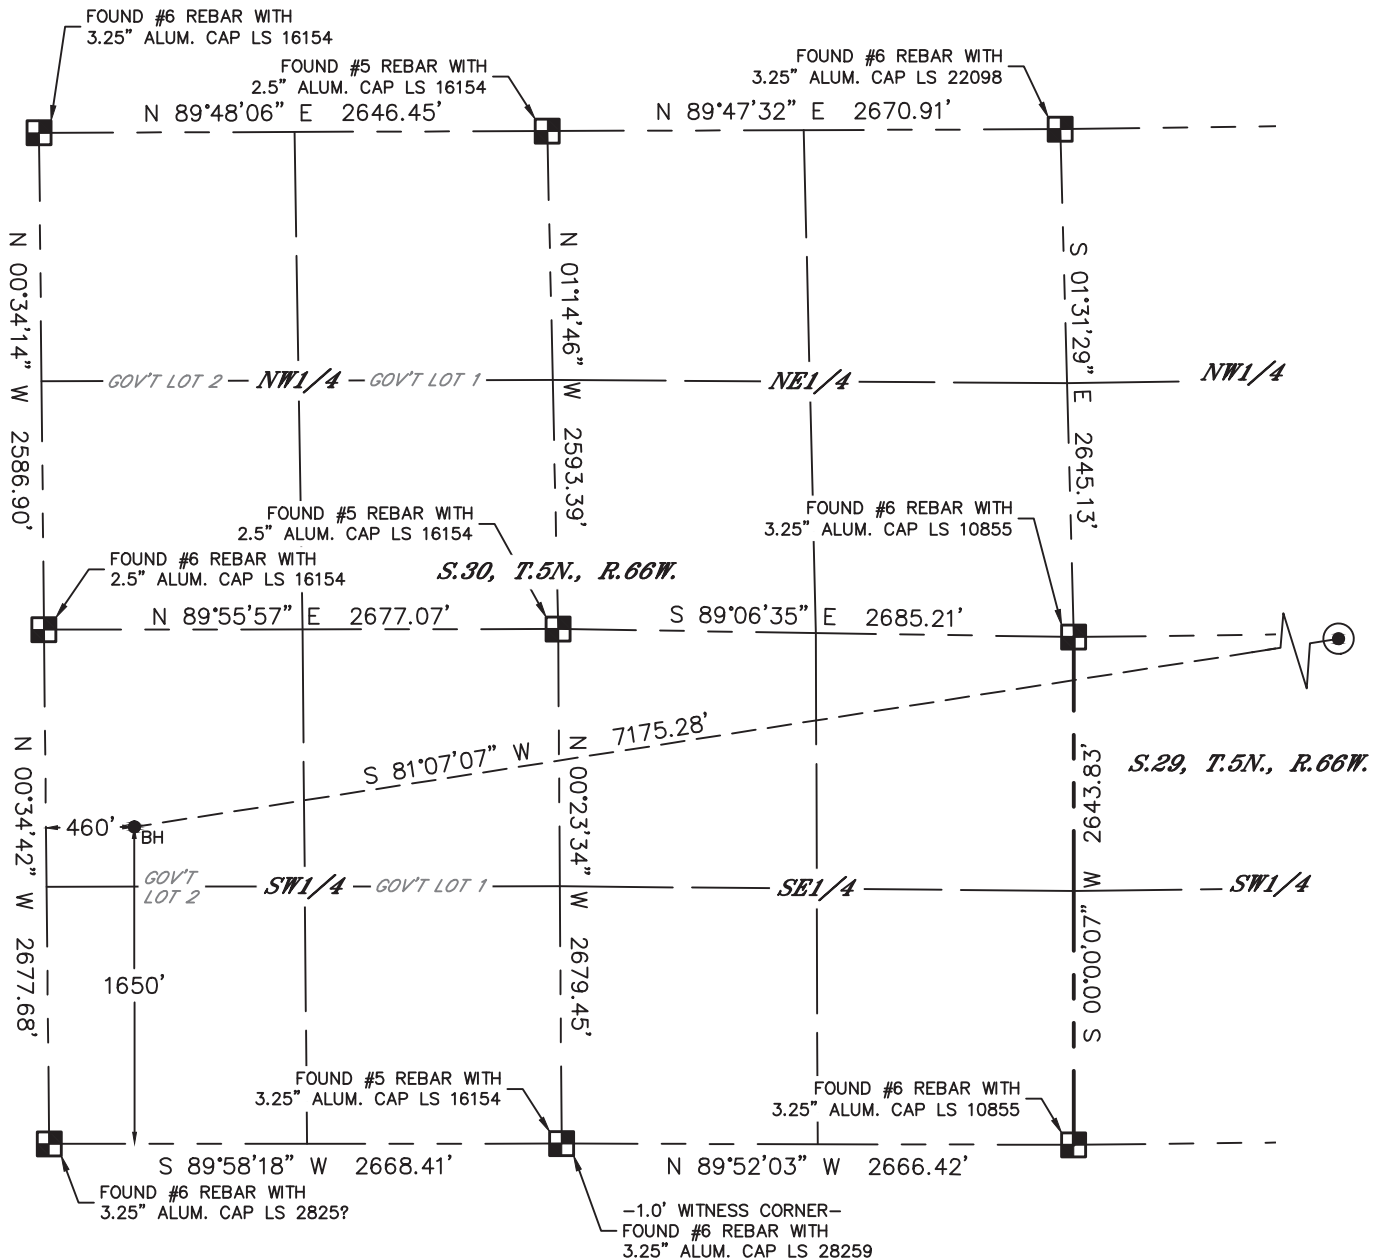 FOUND #6 REBAR WITH
3.25" ALUM. CAP LS 16154
FOUND #5 REBAR WITH
2.5" ALUM. CAP LS 16154
FOUND #6 REBAR WITH
3.25" ALUM. CAP LS 22098
N 89°48'06" E 2646.45'
N 89°47'32" E 2670.91'
N 00°34'14" W 2586.90'
N 01°14'46" W 2593.39'
S 01°31'29" E 2645.13'
GOV'T LOT 2
NW1/4
GOV'T LOT 1
NE1/4
NW1/4
FOUND #5 REBAR WITH
2.5" ALUM. CAP LS 16154
FOUND #6 REBAR WITH
3.25" ALUM. CAP LS 10855
FOUND #6 REBAR WITH
2.5" ALUM. CAP LS 16154
S.30, T.5N., R.66W.
N 89°55'57" E 2677.07'
S 89°06'35" E 2685.21'
S 81°07'07" W 7175.28'
N 00°34'42" W 2677.68'
N 00°23'34" W 2679.45'
S 00°00'07" W 2643.83'
S.29, T.5N., R.66W.
460'
BH
GOV'T
LOT 2
SW1/4
GOV'T LOT 1
SE1/4
SW1/4
1650'
FOUND #5 REBAR WITH
3.25" ALUM. CAP LS 16154
FOUND #6 REBAR WITH
3.25" ALUM. CAP LS 10855
S 89°58'18" W 2668.41'
N 89°52'03" W 2666.42'
FOUND #6 REBAR WITH
3.25" ALUM. CAP LS 2825?
-1.0' WITNESS CORNER-
FOUND #6 REBAR WITH
3.25" ALUM. CAP LS 28259